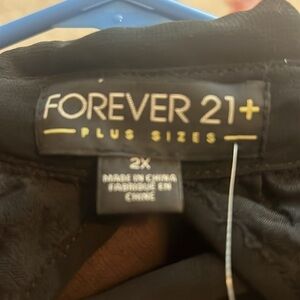 FOREVER 21+
PLUS SIZES
2X
MADE IN CHINA
FABRIQUÉ EN
CHINE